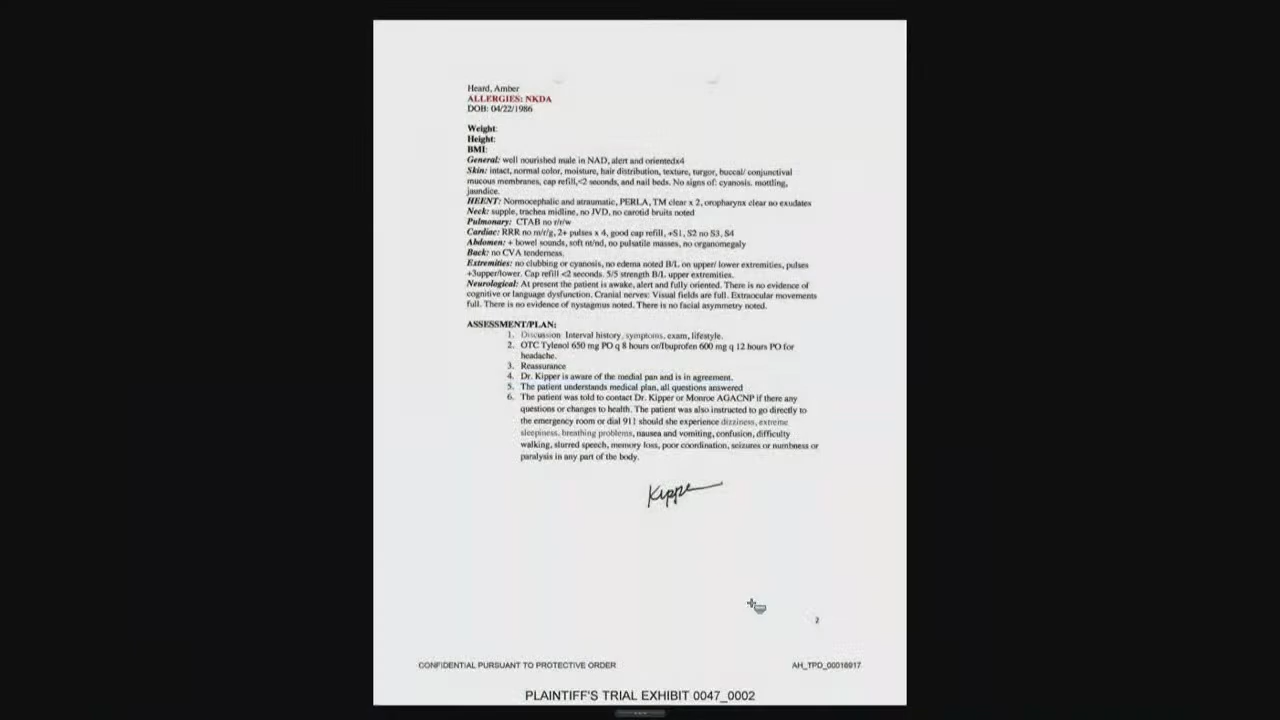 Heard, Amber
ALLERGIES: NKDA
DOB: 04/22/1986
Weight:
Height:
BMI:
General: well nourished male in NAD, alert and orientedx4
Skin: intact, normal color, moisture, hair distribution, texture, turgor, buccal/ conjunctival
mucous membranes, cap refill,<2 seconds, and nail beds. No signs of: cyanosis, mottling,
jaundice.
HEENT: Normocephalic and atraumatic, PERLA, TM clear x 2, oropharynx clear no exudates
Neck: supple, trachea midline, no JVD, no carotid bruits noted
Pulmonary: CTAB no r/r/w
Cardiac: RRR no m/r/g, 2+ pulses x 4, good cap refill, +S1, S2 no S3, S4
Abdomen: + bowel sounds, soft nt/nd, no pulsatile masses, no organomegaly
Back: no CVA tenderness.
Extremities: no clubbing or cyanosis, no edema noted B/L on upper/ lower extremities, pulses
+3upper/lower. Cap refill <2 seconds. 5/5 strength B/L upper extremities.
Neurological: At present the patient is awake, alert and fully oriented. There is no evidence of
cognitive or language dysfunction. Cranial nerves: Visual fields are full. Extraocular movements
full. There is no evidence of nystagmus noted. There is no facial asymmetry noted.
ASSESSMENT/PLAN:
1. Discussion Interval history, symptoms, exam, lifestyle.
2. OTC Tylenol 650 mg PO q 8 hours or/Ibuprofen 600 mg q 12 hours PO for
headache.
3. Reassurance
4. Dr. Kipper is aware of the medial pan and is in agreement.
5. The patient understands medical plan, all questions answered
6. The patient was told to contact Dr. Kipper or Monroe AGACNP if there any
questions or changes to health. The patient was also instructed to go directly to
the emergency room or dial 911 should she experience dizziness, extreme
sleepiness, breathing problems, nausea and vomiting, confusion, difficulty
walking, slurred speech, memory loss, poor coordination, seizures or numbness or
paralysis in any part of the body.
Kipper
2
CONFIDENTIAL PURSUANT TO PROTECTIVE ORDER
AH_TPO_00016917
PLAINTIFF'S TRIAL EXHIBIT 0047_0002